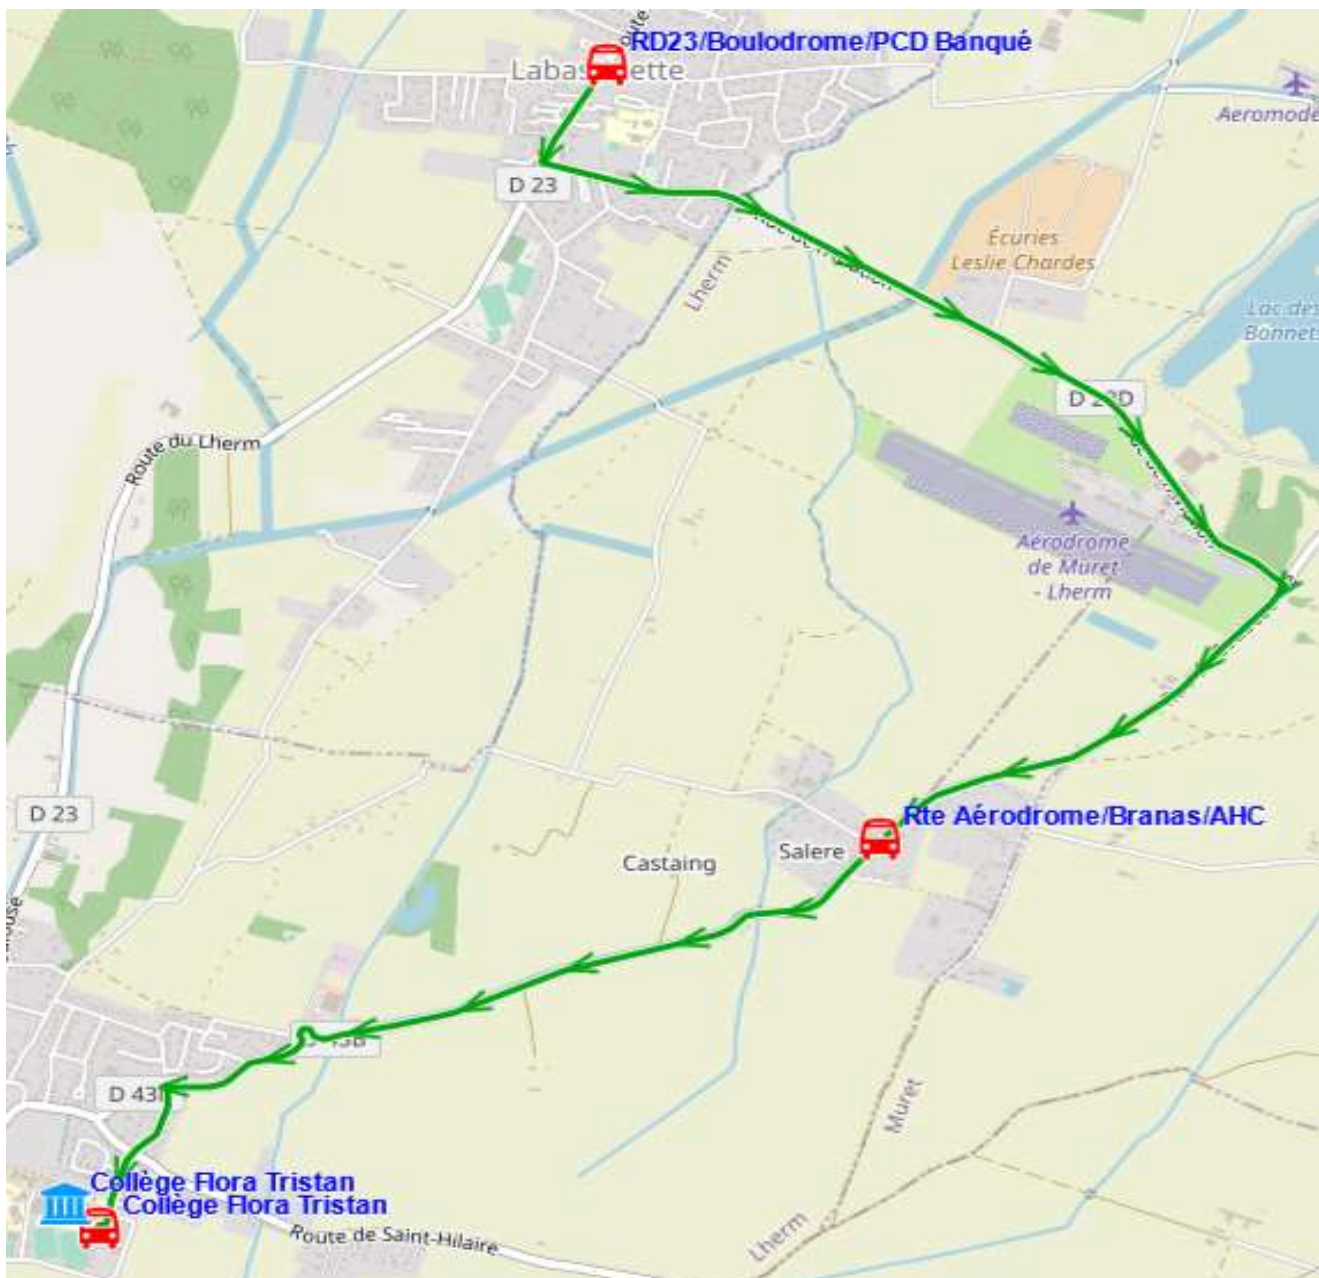 RD23/Boulodrome/PCD Banqué
D 23
Aeromode
Écuries
Leslie Chardes
Lherm
Lac des
Bonnets
Route du Lherm
Aérodrome
de Muret
- Lherm
D 23
Rte Aérodrome/Branas/AHC
Salere
Castaing
Muret
Collège Flora Tristan
Collège Flora Tristan
Route de Saint-Hilaire
Lherm